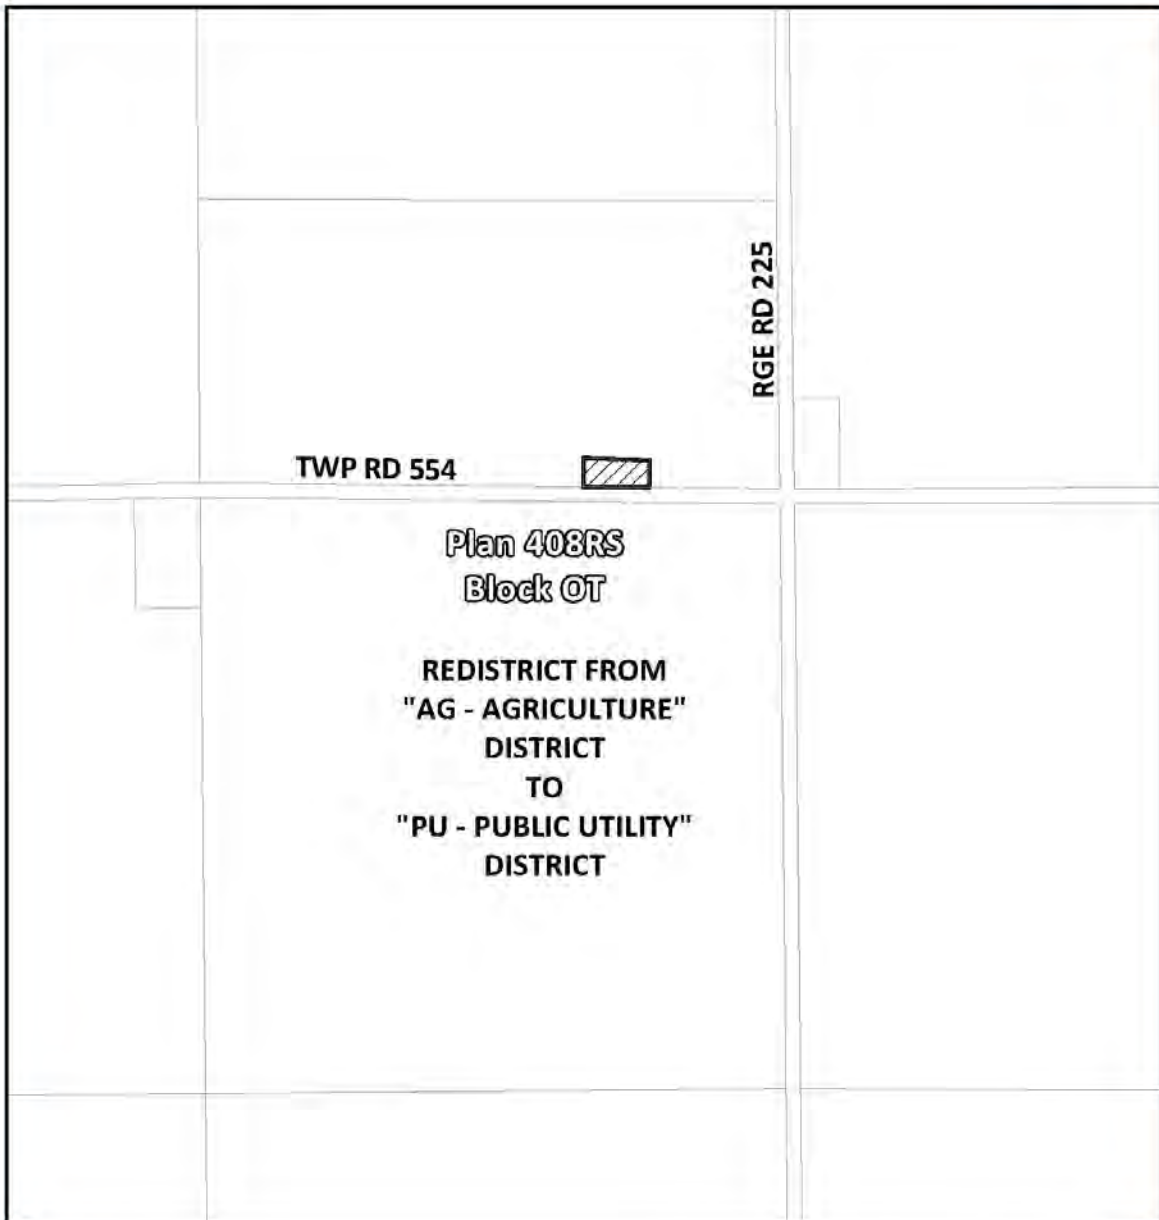 RGE RD 225
TWP RD 554
Plan 408RS
Block OT
REDISTRICT FROM
"AG - AGRICULTURE"
DISTRICT
TO
"PU - PUBLIC UTILITY"
DISTRICT